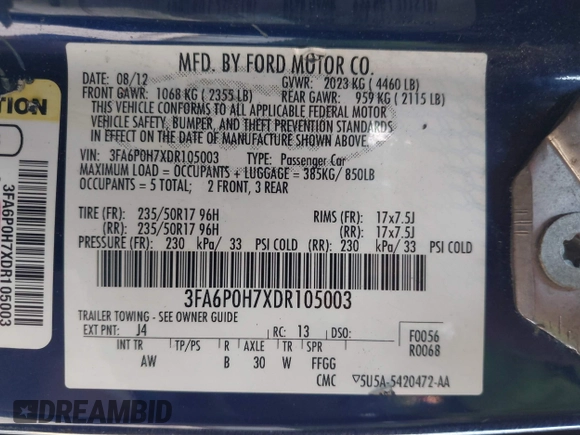 MFD. BY FORD MOTOR CO.
DATE: 08/12 GVWR: 2023 KG ( 4460 LB)
FRONT GAWR: 1068 KG ( 2355 LB) REAR GAWR: 959 KG ( 2115 LB)
THIS VEHICLE CONFORMS TO ALL APPLICABLE FEDERAL MOTOR
VEHICLE SAFETY, BUMPER, AND THEFT PREVENTION STANDARDS
IN EFFECT ON THE DATE OF MANUFACTURE SHOWN ABOVE.
VIN: 3FA6P0H7XDR105003 TYPE: Passenger Car
MAXIMUM LOAD = OCCUPANTS + LUGGAGE = 385KG/ 850LB
OCCUPANTS = 5 TOTAL; 2 FRONT, 3 REAR
TIRE (FR): 235/50R17 96H RIMS (FR): 17x7.5J
(RR): 235/50R17 96H (RR): 17x7.5J
PRESSURE (FR): 230 kPa/ 33 PSI COLD (RR): 230 kPa/ 33 PSI COLD
3FA6P0H7XDR105003
TRAILER TOWING - SEE OWNER GUIDE
EXT PNT: J4 RC: 13 DSO: F0056
R0068
INT TR TP/PS R AXLE TR SPR
AW B 30 W FFGG
CMC ▽5U5A-5420472-AA
TION
3FA6P0H7XDR105003
DREAMBID